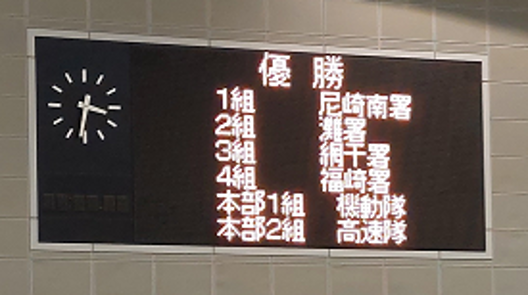 優勝
1組 尼崎南署
2組 灘署
3組 網干署
4組 福崎署
本部1組 機動隊
本部2組 高速隊